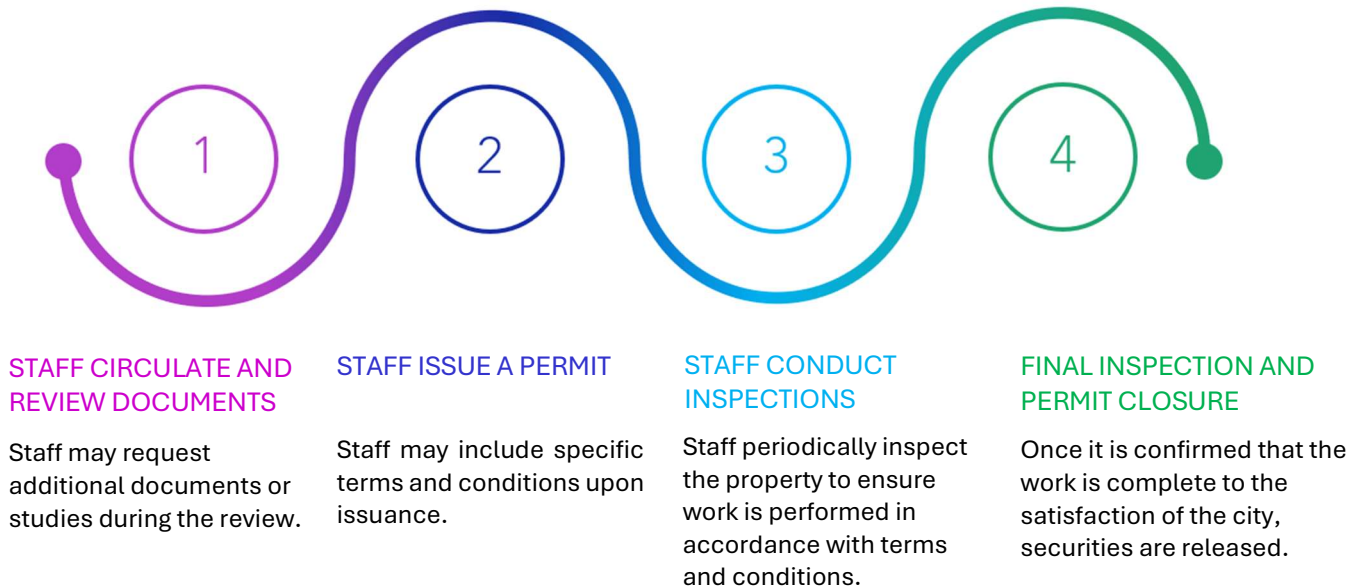 1
2
3
4
STAFF CIRCULATE AND
REVIEW DOCUMENTS
Staff may request
additional documents or
studies during the review.
STAFF ISSUE A PERMIT
Staff may include specific
terms and conditions upon
issuance.
STAFF CONDUCT
INSPECTIONS
Staff periodically inspect
the property to ensure
work is performed in
accordance with terms
and conditions.
FINAL INSPECTION AND
PERMIT CLOSURE
Once it is confirmed that the
work is complete to the
satisfaction of the city,
securities are released.